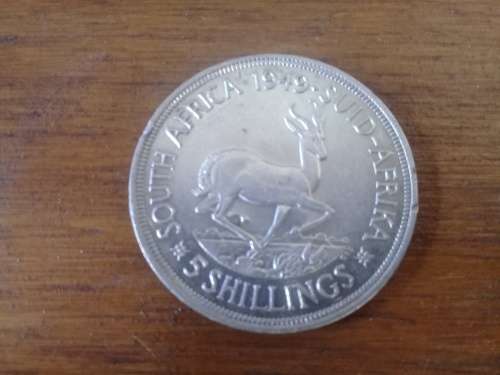 SOUTH AFRICA · 1949 · SUID-AFRIKA
5 SHILLINGS